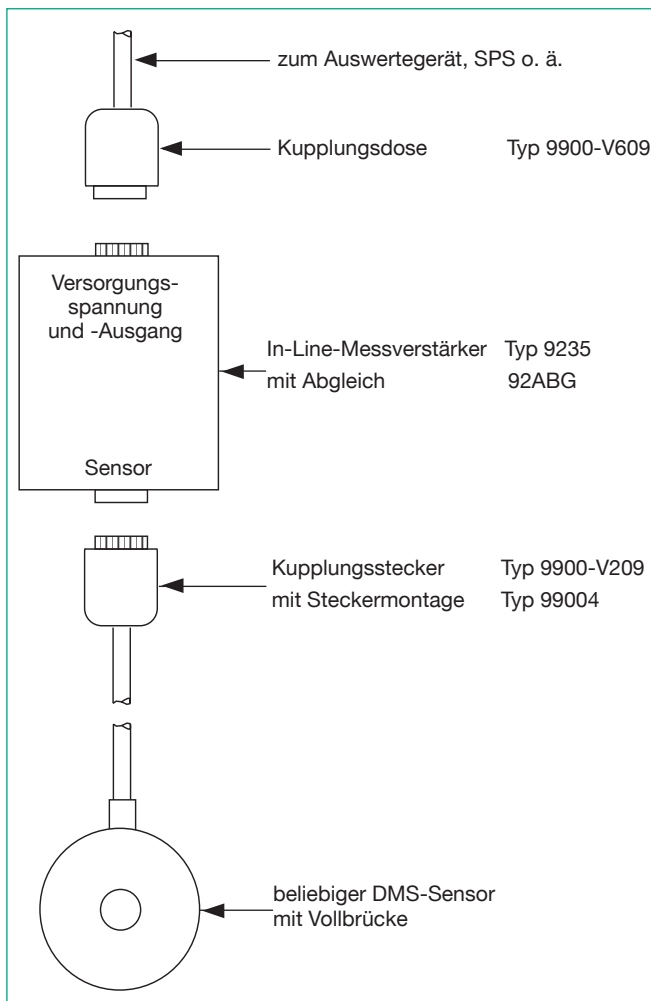 zum Auswertegerät, SPS o. ä.
Kupplungsdose Typ 9900-V609
Versorgungs-
spannung
und -Ausgang
In-Line-Messverstärker Typ 9235
mit Abgleich 92ABG
Sensor
Kupplungsstecker Typ 9900-V209
mit Steckermontage Typ 99004
beliebiger DMS-Sensor
mit Vollbrücke